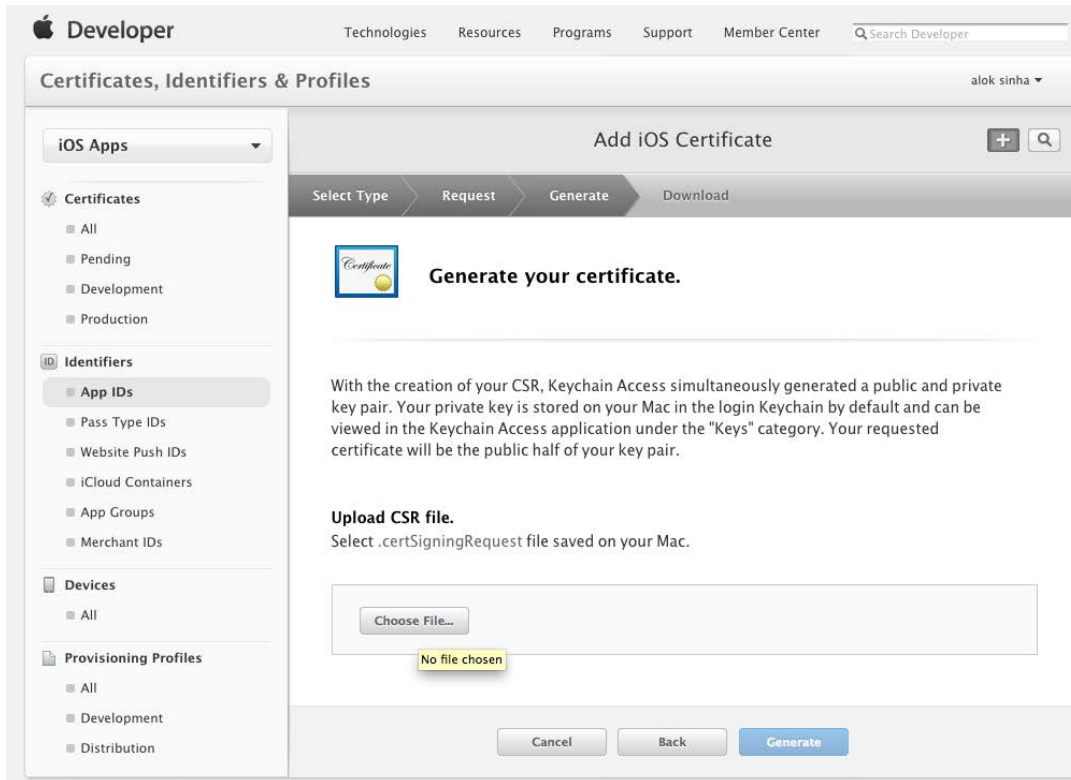 Developer
Technologies Resources Programs Support Member Center Search Developer
Certificates, Identifiers & Profiles
alok sinha
iOS Apps
Add iOS Certificate
Certificates
All
Pending
Development
Production
Identifiers
App IDs
Pass Type IDs
Website Push IDs
iCloud Containers
App Groups
Merchant IDs
Devices
All
Provisioning Profiles
All
Development
Distribution
Select Type Request Generate Download
Certificate
Generate your certificate.
With the creation of your CSR, Keychain Access simultaneously generated a public and private
key pair. Your private key is stored on your Mac in the login Keychain by default and can be
viewed in the Keychain Access application under the "Keys" category. Your requested
certificate will be the public half of your key pair.
Upload CSR file.
Select .certSigningRequest file saved on your Mac.
Choose File...
No file chosen
Cancel Back Generate